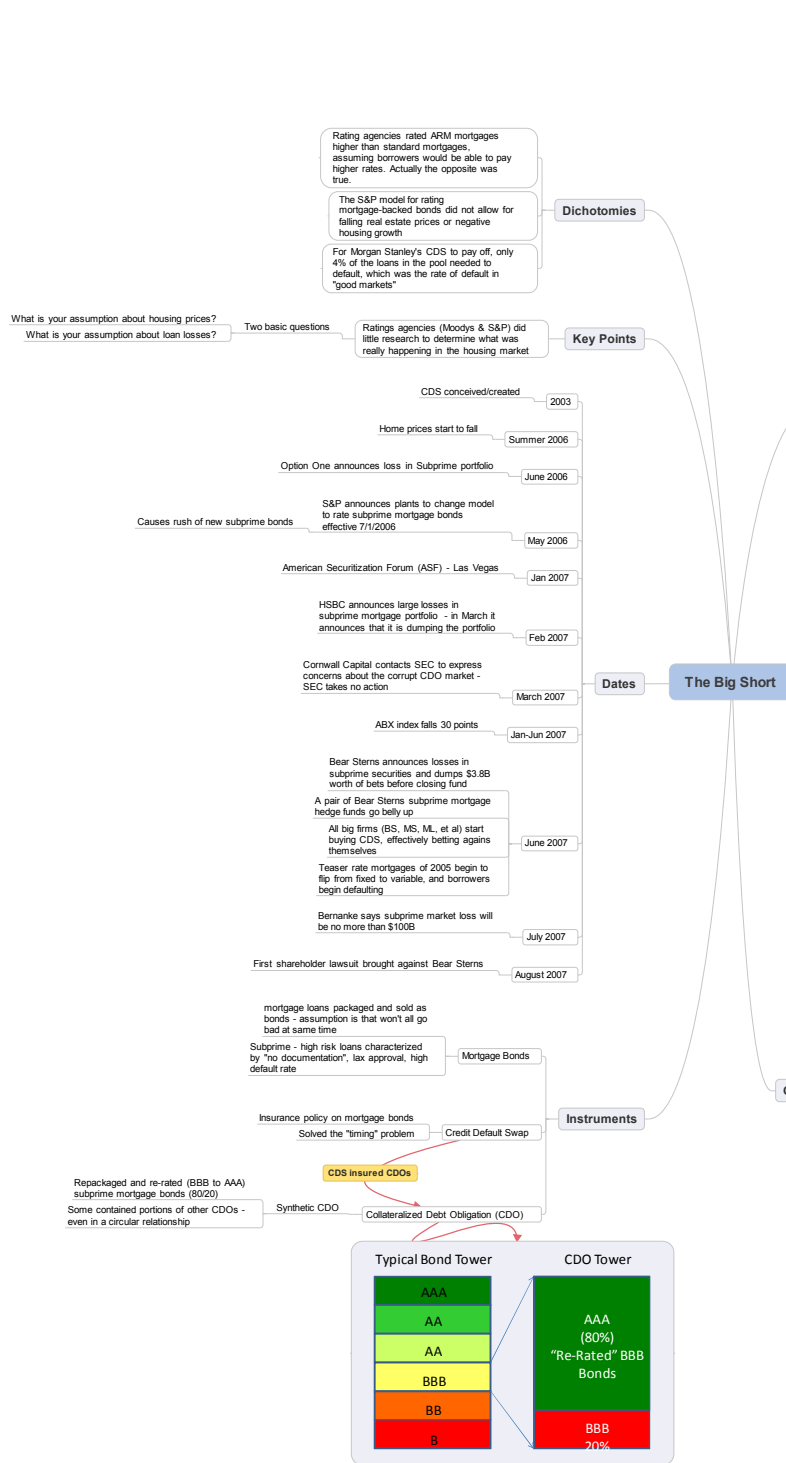 Rating agencies rated ARM mortgages
higher than standard mortgages,
assuming borrowers would be able to pay
higher rates. Actually the opposite was
true.
The S&P model for rating
mortgage-backed bonds did not allow for
falling real estate prices or negative
housing growth
For Morgan Stanley's CDS to pay off, only
4% of the loans in the pool needed to
default, which was the rate of default in
"good markets"
Dichotomies
What is your assumption about housing prices?
What is your assumption about loan losses?
Two basic questions
Ratings agencies (Moodys & S&P) did
little research to determine what was
really happening in the housing market
Key Points
CDS conceived/created
2003
Home prices start to fall
Summer 2006
Option One announces loss in Subprime portfolio
June 2006
Causes rush of new subprime bonds
S&P announces plants to change model
to rate subprime mortgage bonds
effective 7/1/2006
May 2006
American Securitization Forum (ASF) - Las Vegas
Jan 2007
HSBC announces large losses in
subprime mortgage portfolio - in March it
announces that it is dumping the portfolio
Feb 2007
Cornwall Capital contacts SEC to express
concerns about the corrupt CDO market -
SEC takes no action
March 2007
ABX index falls 30 points
Jan-Jun 2007
Bear Sterns announces losses in
subprime securities and dumps $3.8B
worth of bets before closing fund
A pair of Bear Sterns subprime mortgage
hedge funds go belly up
All big firms (BS, MS, ML, et al) start
buying CDS, effectively betting agains
themselves
Teaser rate mortgages of 2005 begin to
flip from fixed to variable, and borrowers
begin defaulting
June 2007
Bernanke says subprime market loss will
be no more than $100B
July 2007
First shareholder lawsuit brought against Bear Sterns
August 2007
Dates
The Big Short
mortgage loans packaged and sold as
bonds - assumption is that won't all go
bad at same time
Subprime - high risk loans characterized
by "no documentation", lax approval, high
default rate
Mortgage Bonds
Insurance policy on mortgage bonds
Solved the "timing" problem
Credit Default Swap
Instruments
CDS insured CDOs
Repackaged and re-rated (BBB to AAA)
subprime mortgage bonds (80/20)
Some contained portions of other CDOs -
even in a circular relationship
Synthetic CDO
Collateralized Debt Obligation (CDO)
Typical Bond Tower
AAA
AA
AA
BBB
BB
B
CDO Tower
AAA
(80%)
“Re-Rated” BBB
Bonds
BBB
20%